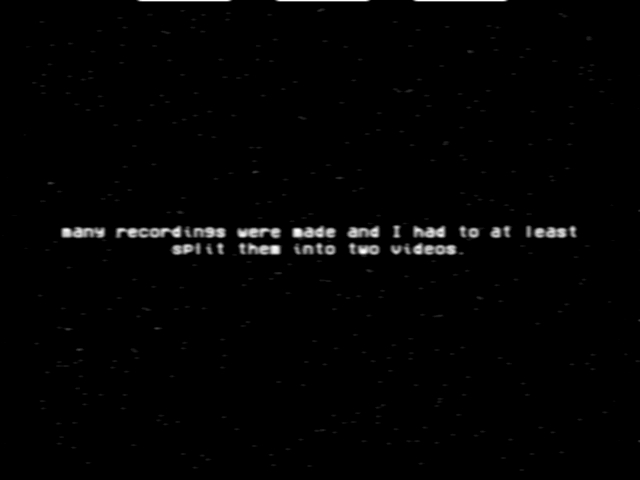 many recordings were made and I had to at least
split them into two videos.